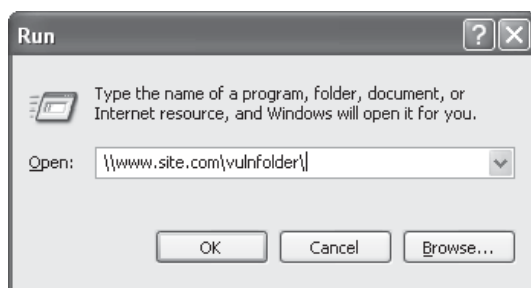 Run
Type the name of a program, folder, document, or
Internet resource, and Windows will open it for you.
Open: \\www.site.com\vulnfolder\
OK Cancel Browse...